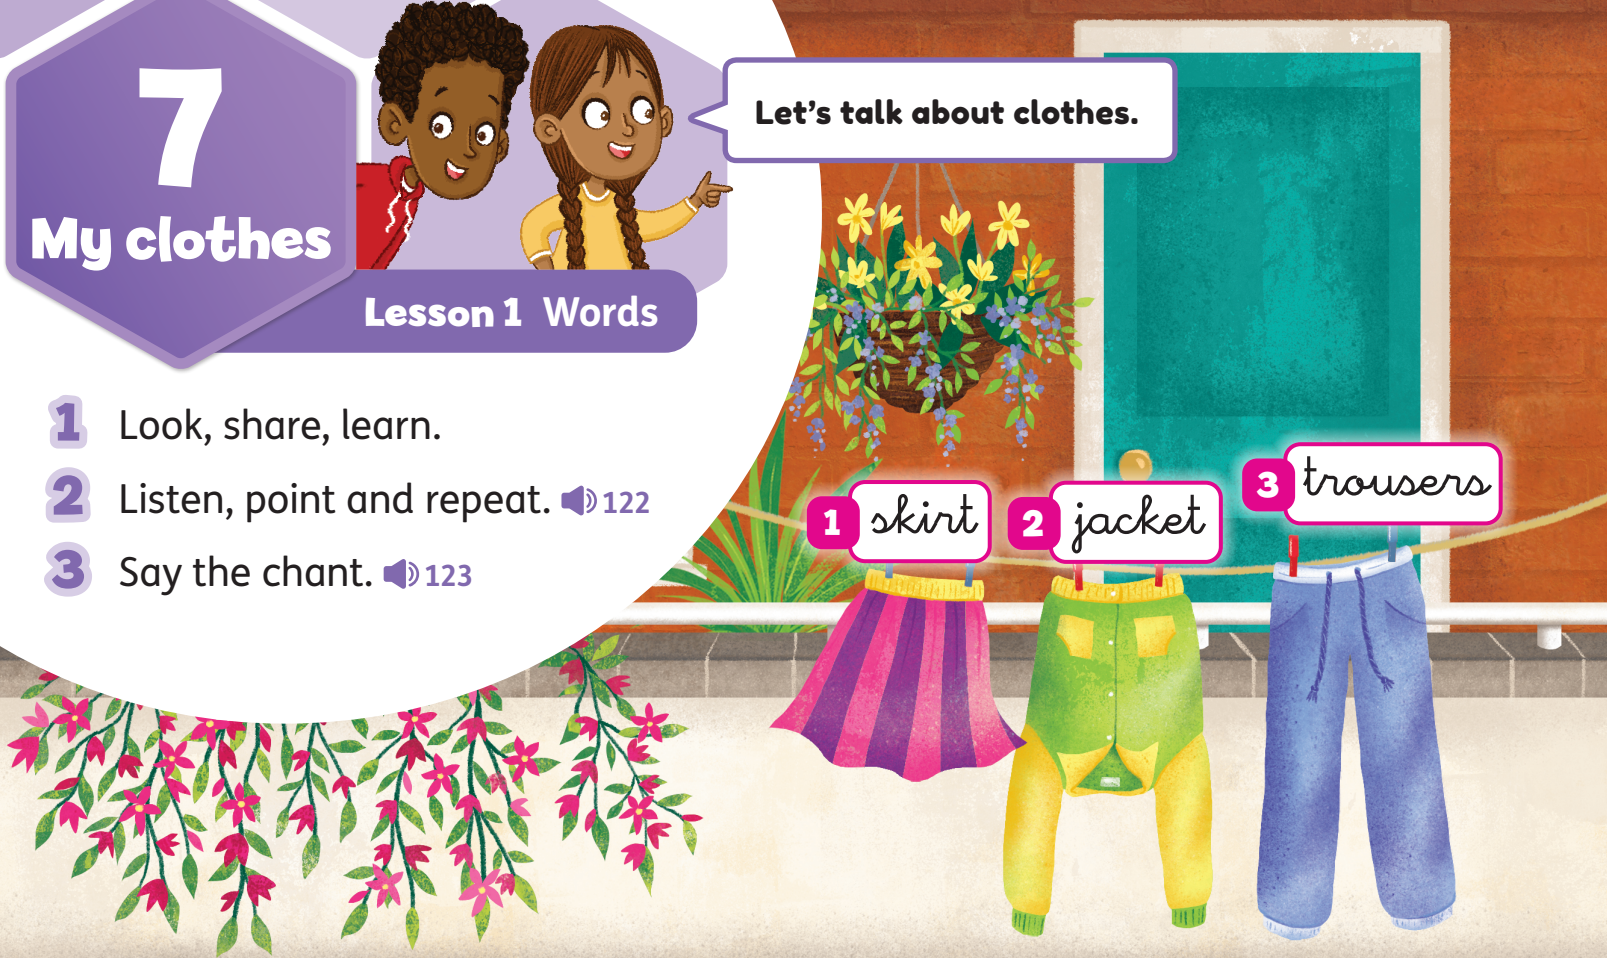 7
My clothes
Let's talk about clothes.
Lesson 1 Words
1 Look, share, learn.
2 Listen, point and repeat. 122
3 Say the chant. 123
1 skirt
2 jacket
3 trousers